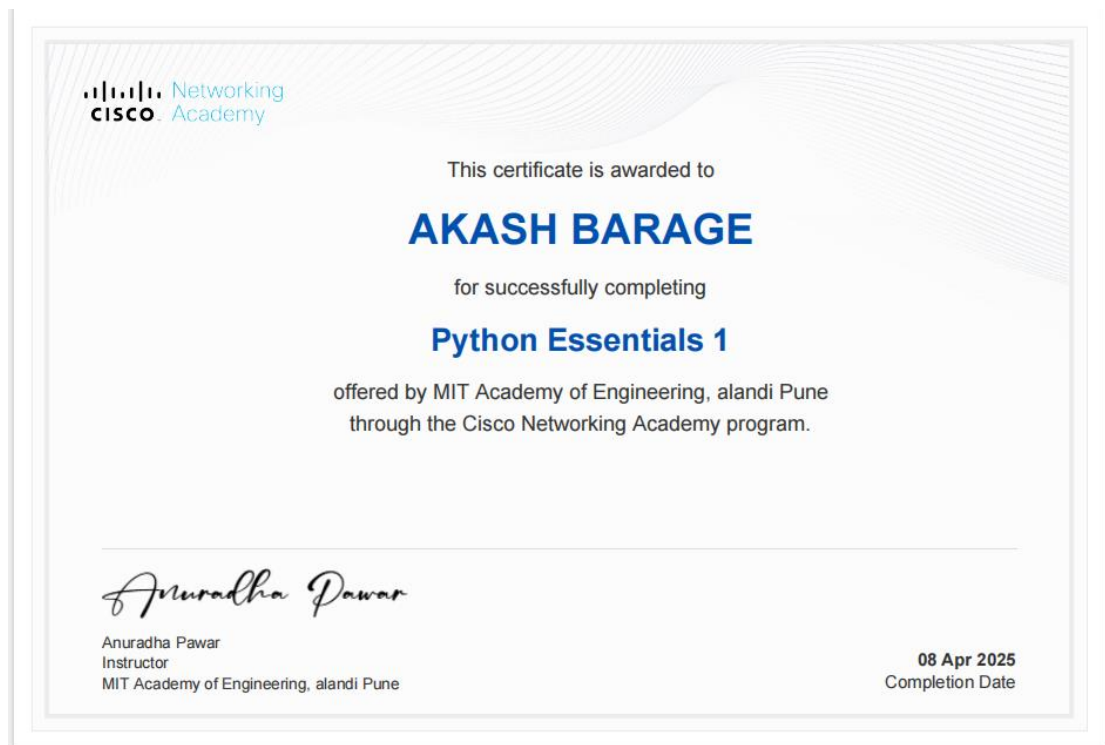 Networking
CISCO. Academy
This certificate is awarded to
AKASH BARAGE
for successfully completing
Python Essentials 1
offered by MIT Academy of Engineering, alandi Pune
through the Cisco Networking Academy program.
Anuradha Pawar
Anuradha Pawar
Instructor
MIT Academy of Engineering, alandi Pune
08 Apr 2025
Completion Date